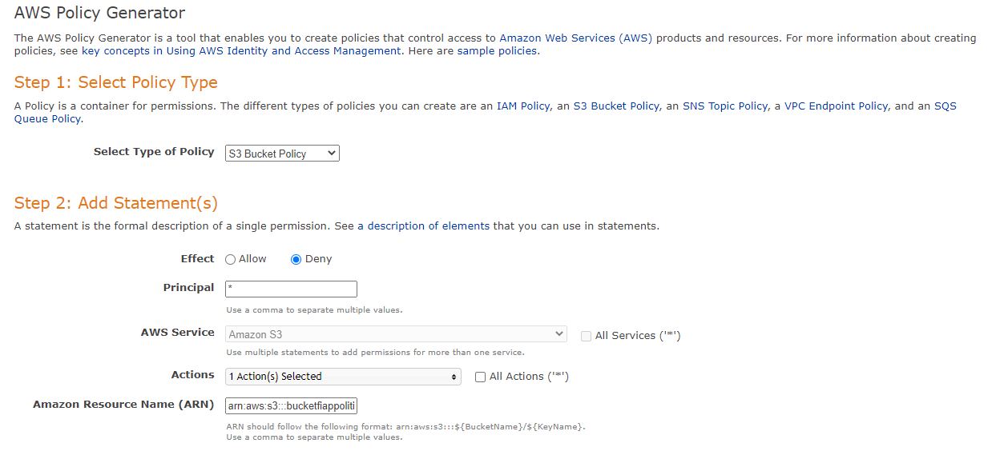 AWS Policy Generator
The AWS Policy Generator is a tool that enables you to create policies that control access to Amazon Web Services (AWS) products and resources. For more information about creating
policies, see key concepts in Using AWS Identity and Access Management. Here are sample policies.
Step 1: Select Policy Type
A Policy is a container for permissions. The different types of policies you can create are an IAM Policy, an S3 Bucket Policy, an SNS Topic Policy, a VPC Endpoint Policy, and an SQS
Queue Policy.
Select Type of Policy S3 Bucket Policy
Step 2: Add Statement(s)
A statement is the formal description of a single permission. See a description of elements that you can use in statements.
Effect Allow Deny
Principal *
Use a comma to separate multiple values.
AWS Service Amazon S3 All Services ('*')
Use multiple statements to add permissions for more than one service.
Actions 1 Action(s) Selected All Actions ('*')
Amazon Resource Name (ARN) arn:aws:s3:::bucketfiappoliti
ARN should follow the following format: arn:aws:s3:::${BucketName}/${KeyName}.
Use a comma to separate multiple values.